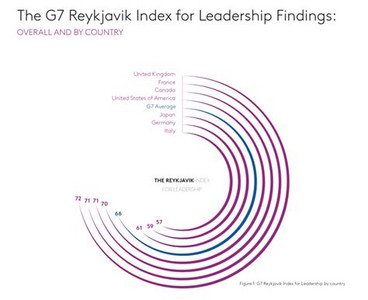 The G7 Reykjavik Index for Leadership Findings:
OVERALL AND BY COUNTRY
United Kingdom
France
Canada
United States of America
G7 Average
Japan
Germany
Italy
THE REYKJAVIK INDEX
FOR LEADERSHIP
72 71 71 70 66 61 59 57
Figure 1. G7 Reykjavik Index for Leadership by country